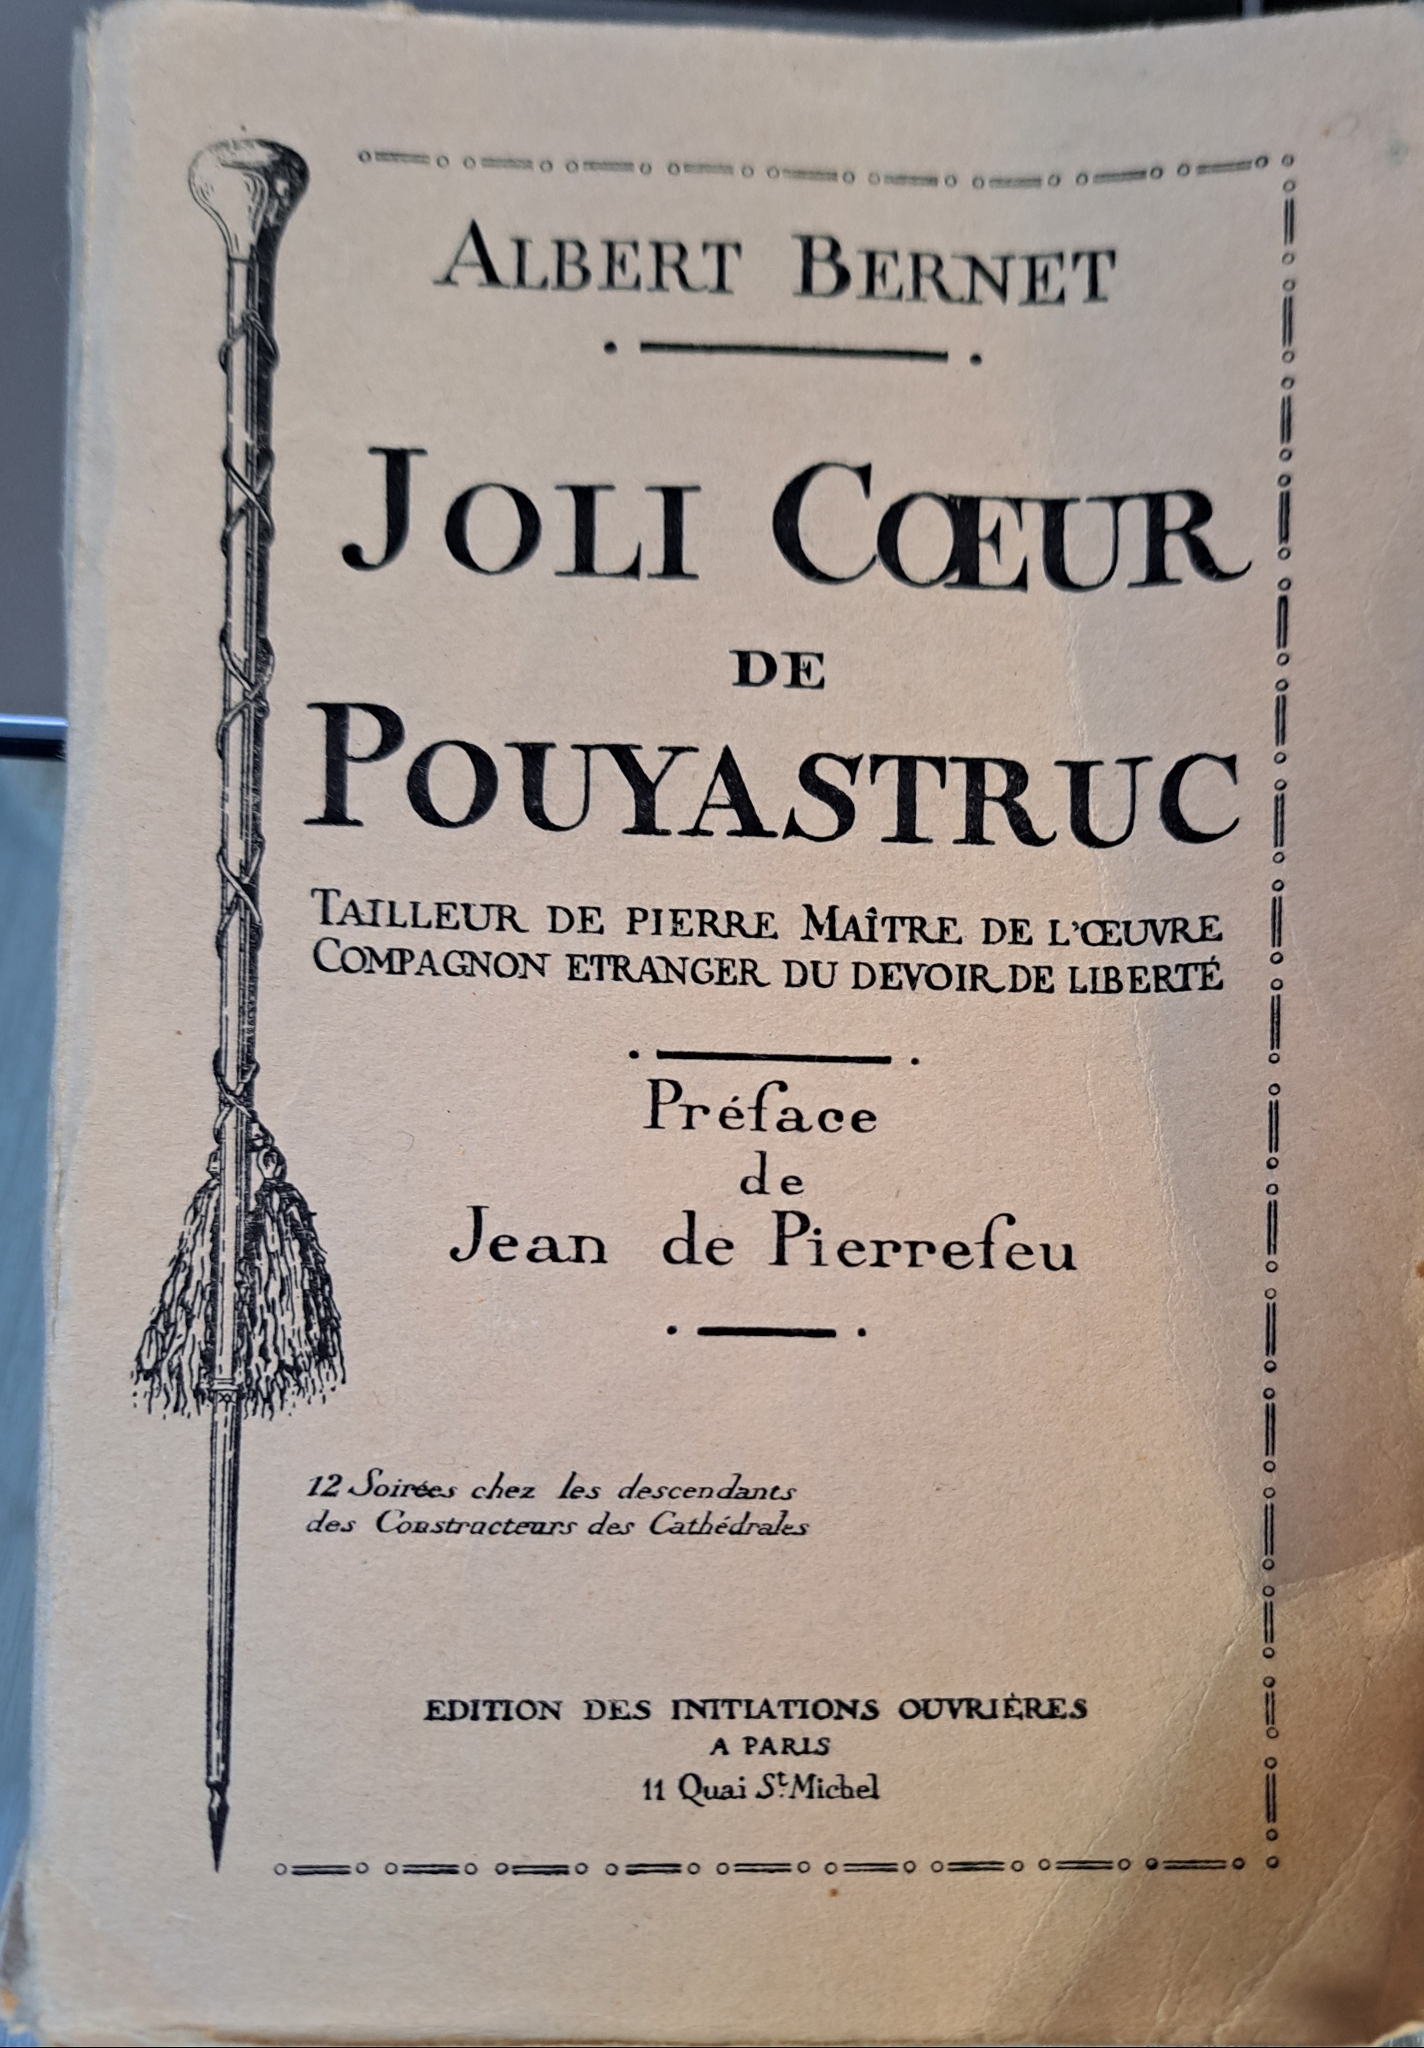 ALBERT BERNET
JOLI CŒUR
DE
POUYASTRUC
TAILLEUR DE PIERRE MAÎTRE DE L'ŒUVRE
COMPAGNON ETRANGER DU DEVOIR DE LIBERTÉ
Préface
de
Jean de Pierrefeu
12 Soirées chez les descendants
des Constructeurs des Cathédrales
EDITION DES INITIATIONS OUVRIÈRES
A PARIS
11 Quai St. Michel